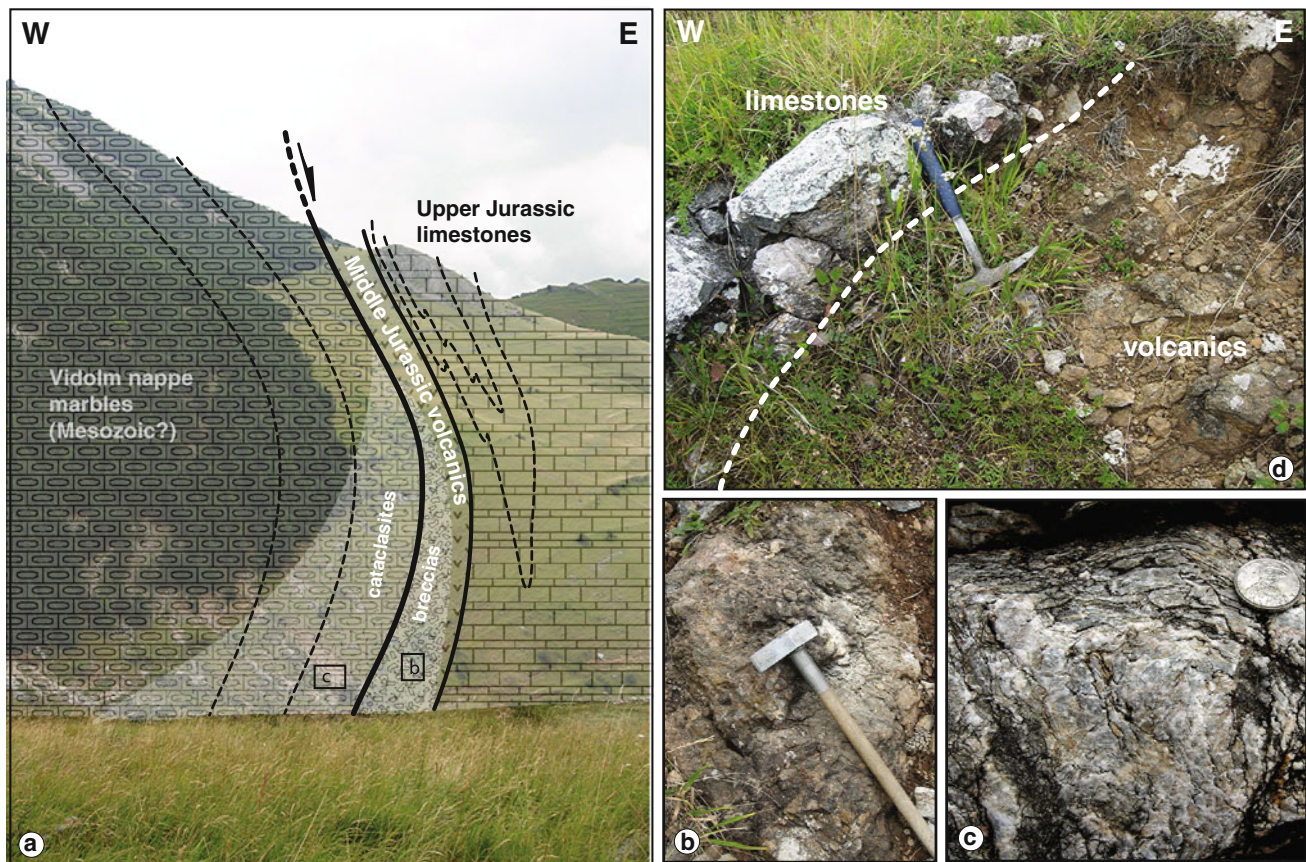 W
E
Upper Jurassic
limestones
Middle Jurassic volcanics
Vidolm nappe
marbles
(Mesozoic?)
cataclasites
breccias
c
b
a
W
E
limestones
volcanics
d
b
c